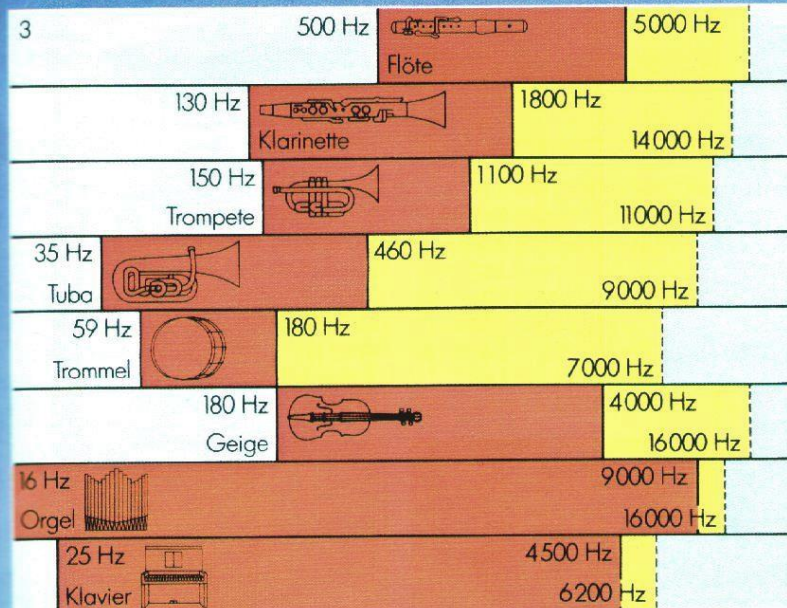 3
500 Hz
5000 Hz
Flöte
130 Hz
1800 Hz
Klarinette
14000 Hz
150 Hz
1100 Hz
Trompete
11000 Hz
35 Hz
460 Hz
Tuba
9000 Hz
59 Hz
180 Hz
Trommel
7000 Hz
180 Hz
4000 Hz
Geige
16000 Hz
16 Hz
9000 Hz
Orgel
16000 Hz
25 Hz
4500 Hz
Klavier
6200 Hz